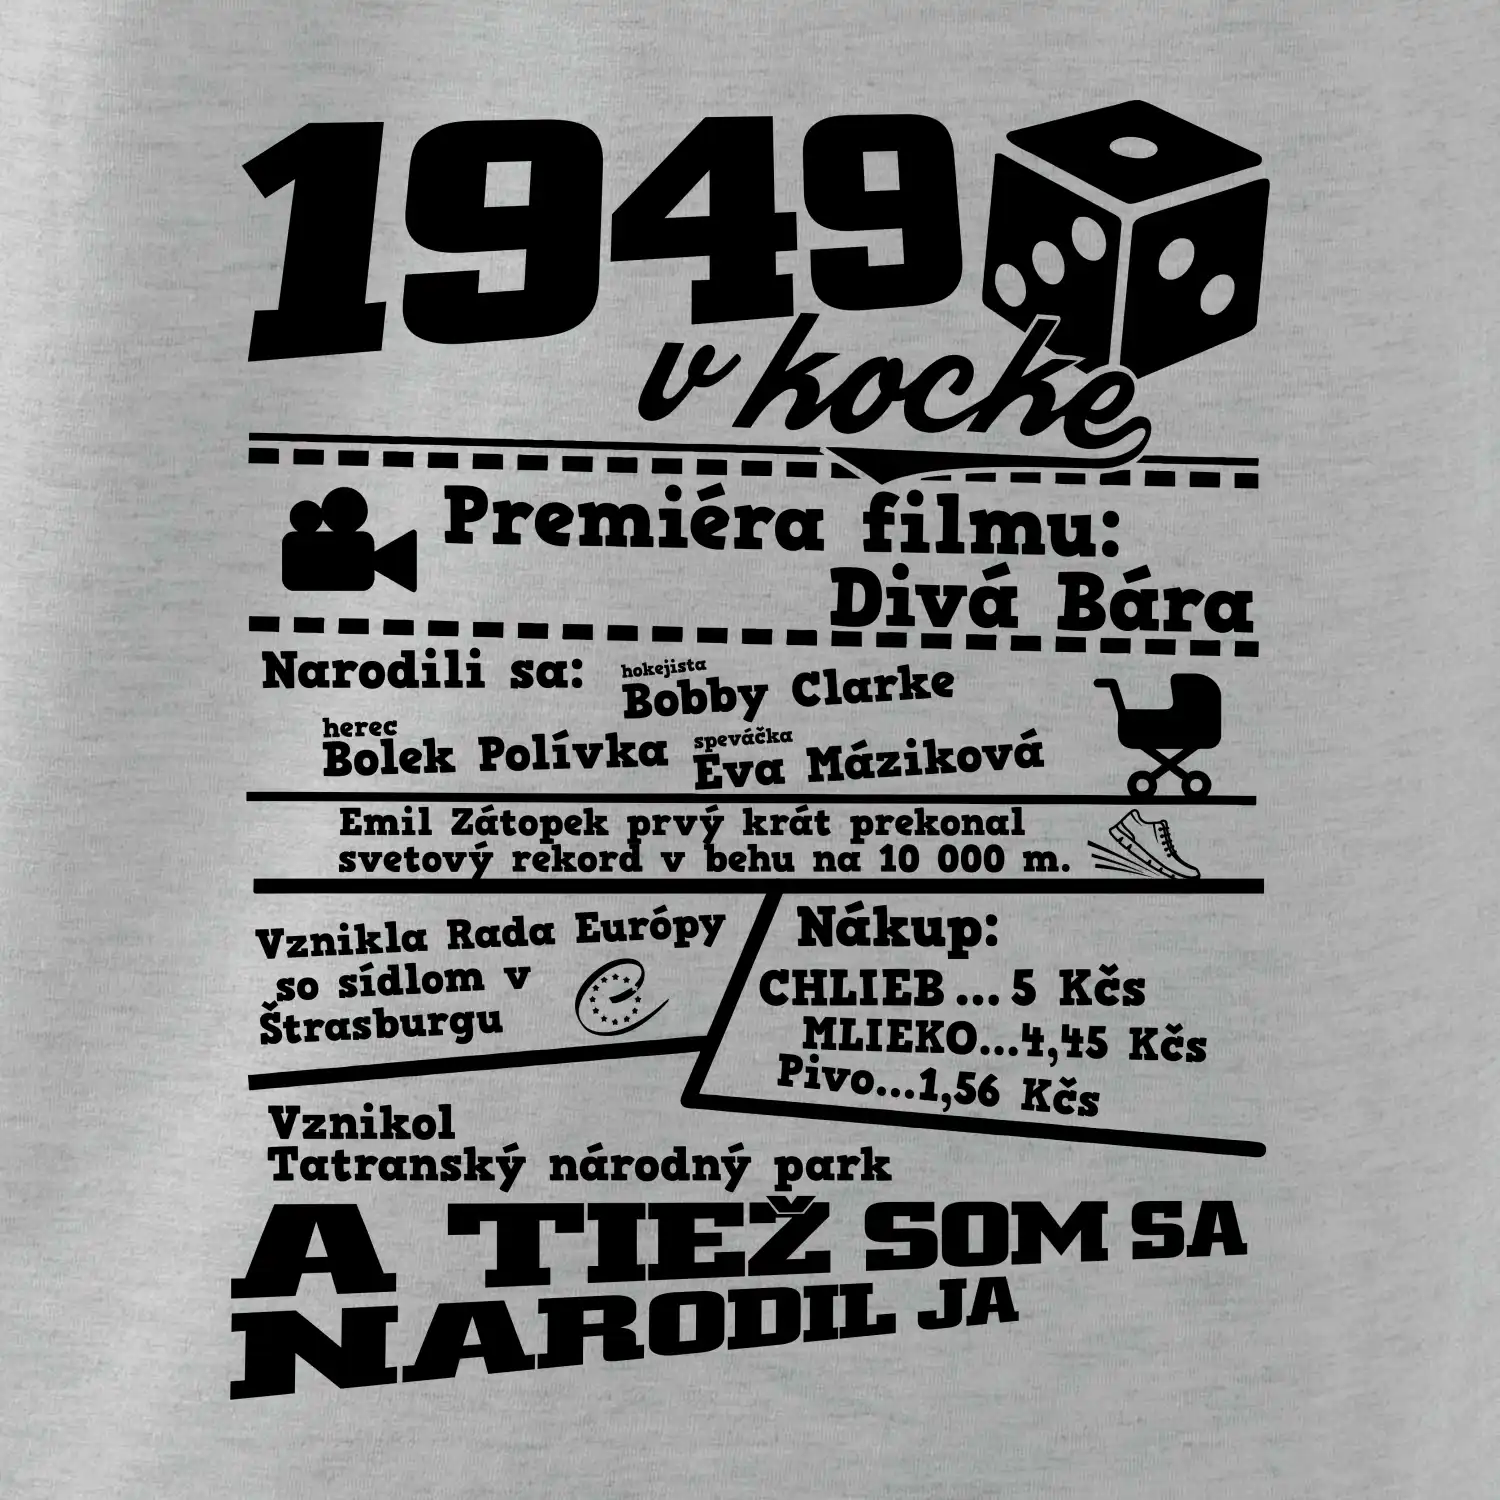 1949
v kocke
Premiéra filmu:
Divá Bára
Narodili sa:
hokejista
Bobby Clarke
herec
Bolek Polívka
speváčka
Eva Máziková
Emil Zátopek prvý krát prekonal
svetový rekord v behu na 10 000 m.
Vznikla Rada Európy
so sídlom v
Štrasburgu
Nákup:
CHLIEB... 5 Kčs
MLIEKO...4,45 Kčs
Pivo...1,56 Kčs
Vznikol
Tatranský národný park
A TIEŽ SOM SA
NARODIL JA